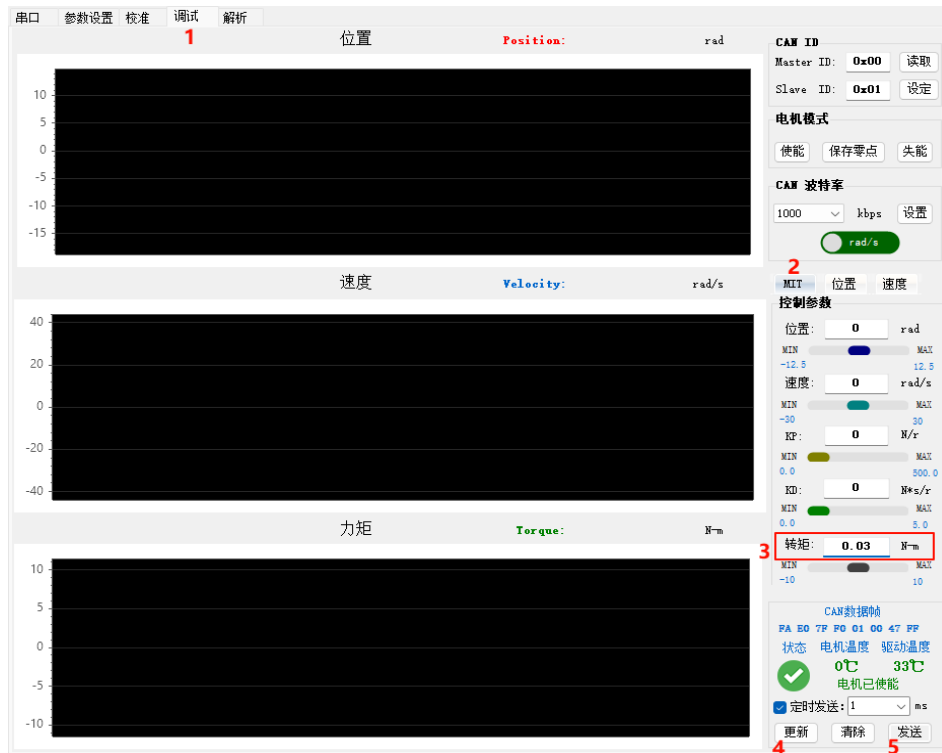 串口 参数设置 校准 调试 解析
1
位置 Position: rad
10
5
0
-5
-10
-15
速度 Velocity: rad/s
40
20
0
-20
-40
力矩 Torque: N-m
10
5
0
-5
-10
CAN ID
Master ID: 0x00 读取
Slave ID: 0x01 设定
电机模式
使能 保存零点 失能
CAN 波特率
1000 kbps 设置
rad/s
2
MIT 位置 速度
控制参数
位置: 0 rad
MIN MAX
-12.5 12.5
速度: 0 rad/s
MIN MAX
-30 30
KP: 0 N/r
MIN MAX
0.0 500.0
KD: 0 N*s/r
MIN MAX
0.0 5.0
3 转矩: 0.03 N-m
MIN MAX
-10 10
CAN数据帧
FA E0 7F F0 01 00 47 FF
状态 电机温度 驱动温度
0℃ 33℃
电机已使能
定时发送: 1 ms
更新 清除 发送
4 5